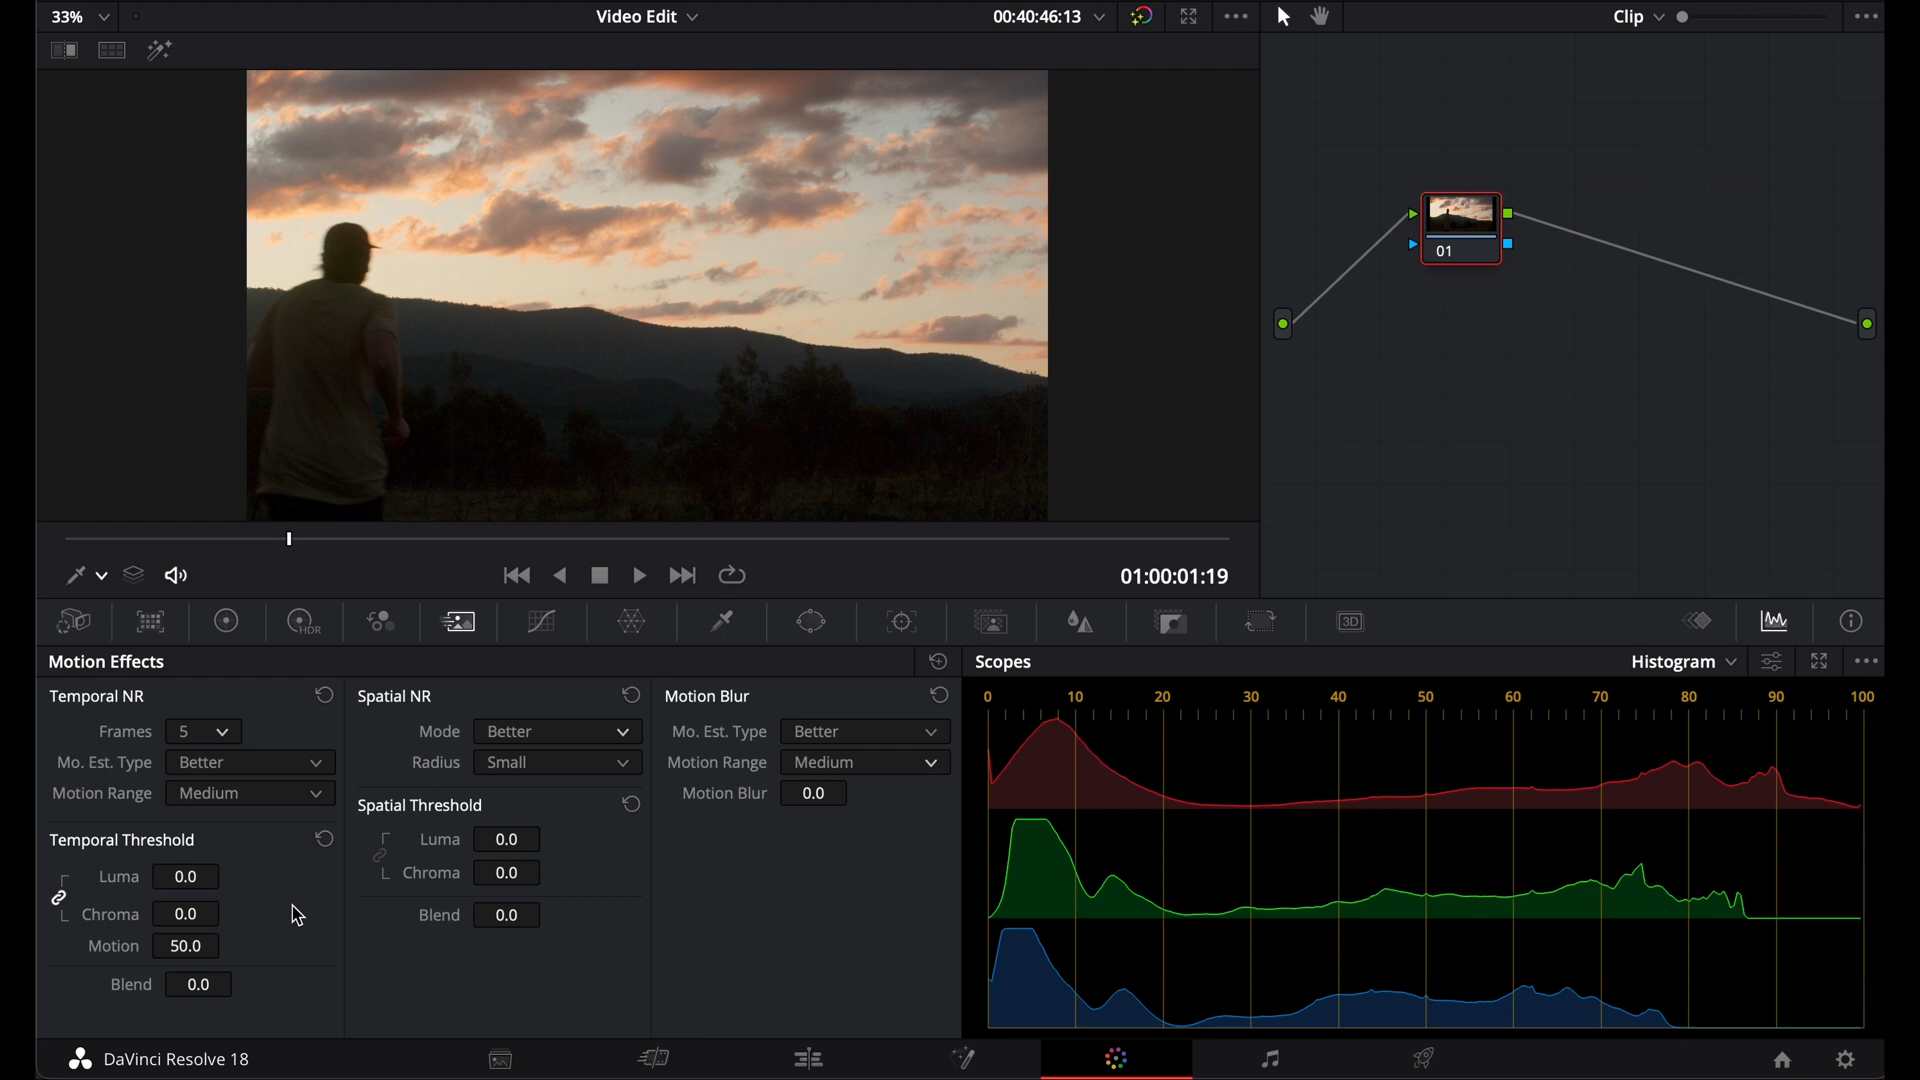 33%
Video Edit
00:40:46:13
Clip
01
01:00:01:19
HDR
3D
Motion Effects
Scopes
Histogram
Temporal NR
Spatial NR
Motion Blur
Frames 5
Mode Better
Mo. Est. Type Better
Mo. Est. Type Better
Radius Small
Motion Range Medium
Motion Range Medium
Motion Blur 0.0
Spatial Threshold
Temporal Threshold
Luma 0.0
Chroma 0.0
Luma 0.0
Chroma 0.0
Blend 0.0
Motion 50.0
Blend 0.0
0 10 20 30 40 50 60 70 80 90 100
DaVinci Resolve 18